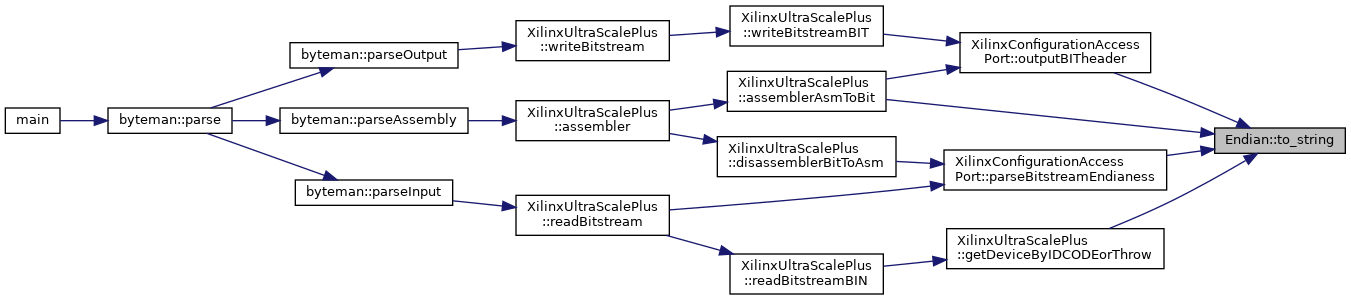 main
byteman::parse
byteman::parseOutput
byteman::parseAssembly
byteman::parseInput
XilinxUltraScalePlus
::writeBitstream
XilinxUltraScalePlus
::assembler
XilinxUltraScalePlus
::readBitstream
XilinxUltraScalePlus
::writeBitstreamBIT
XilinxUltraScalePlus
::assemblerAsmToBit
XilinxUltraScalePlus
::disassemblerBitToAsm
XilinxUltraScalePlus
::readBitstreamBIN
XilinxConfigurationAccess
Port::outputBITheader
XilinxConfigurationAccess
Port::parseBitstreamEndianess
XilinxUltraScalePlus
::getDeviceByIDCODEorThrow
Endian::to_string